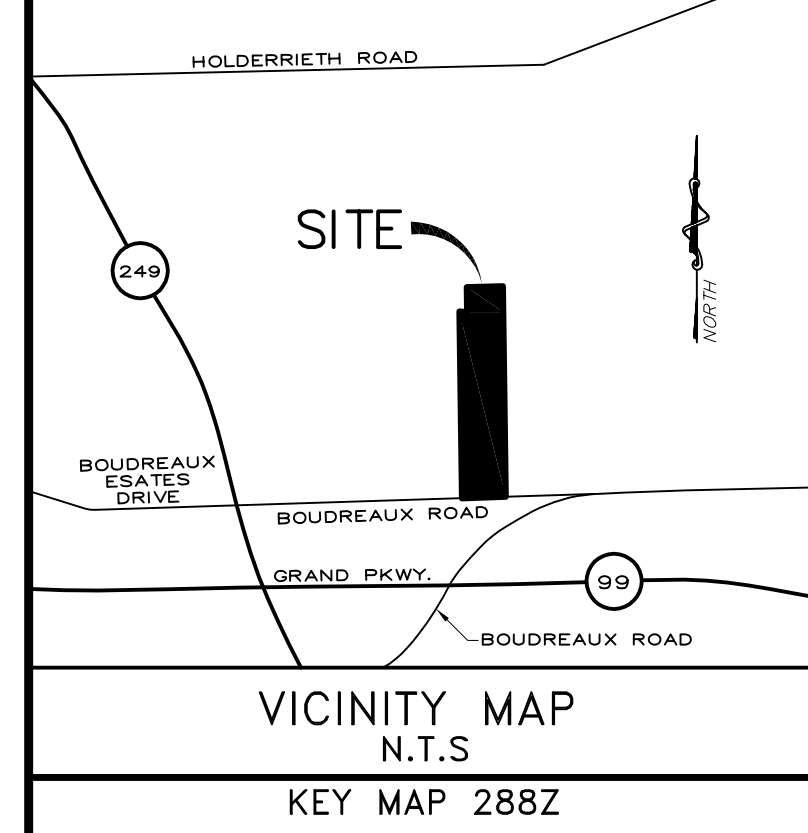 HOLDERRIETH ROAD
SITE
249
NORTH
BOUDREAUX
ESATES
DRIVE
BOUDREAUX ROAD
GRAND PKWY.
99
BOUDREAUX ROAD
VICINITY MAP
N.T.S
KEY MAP 288Z